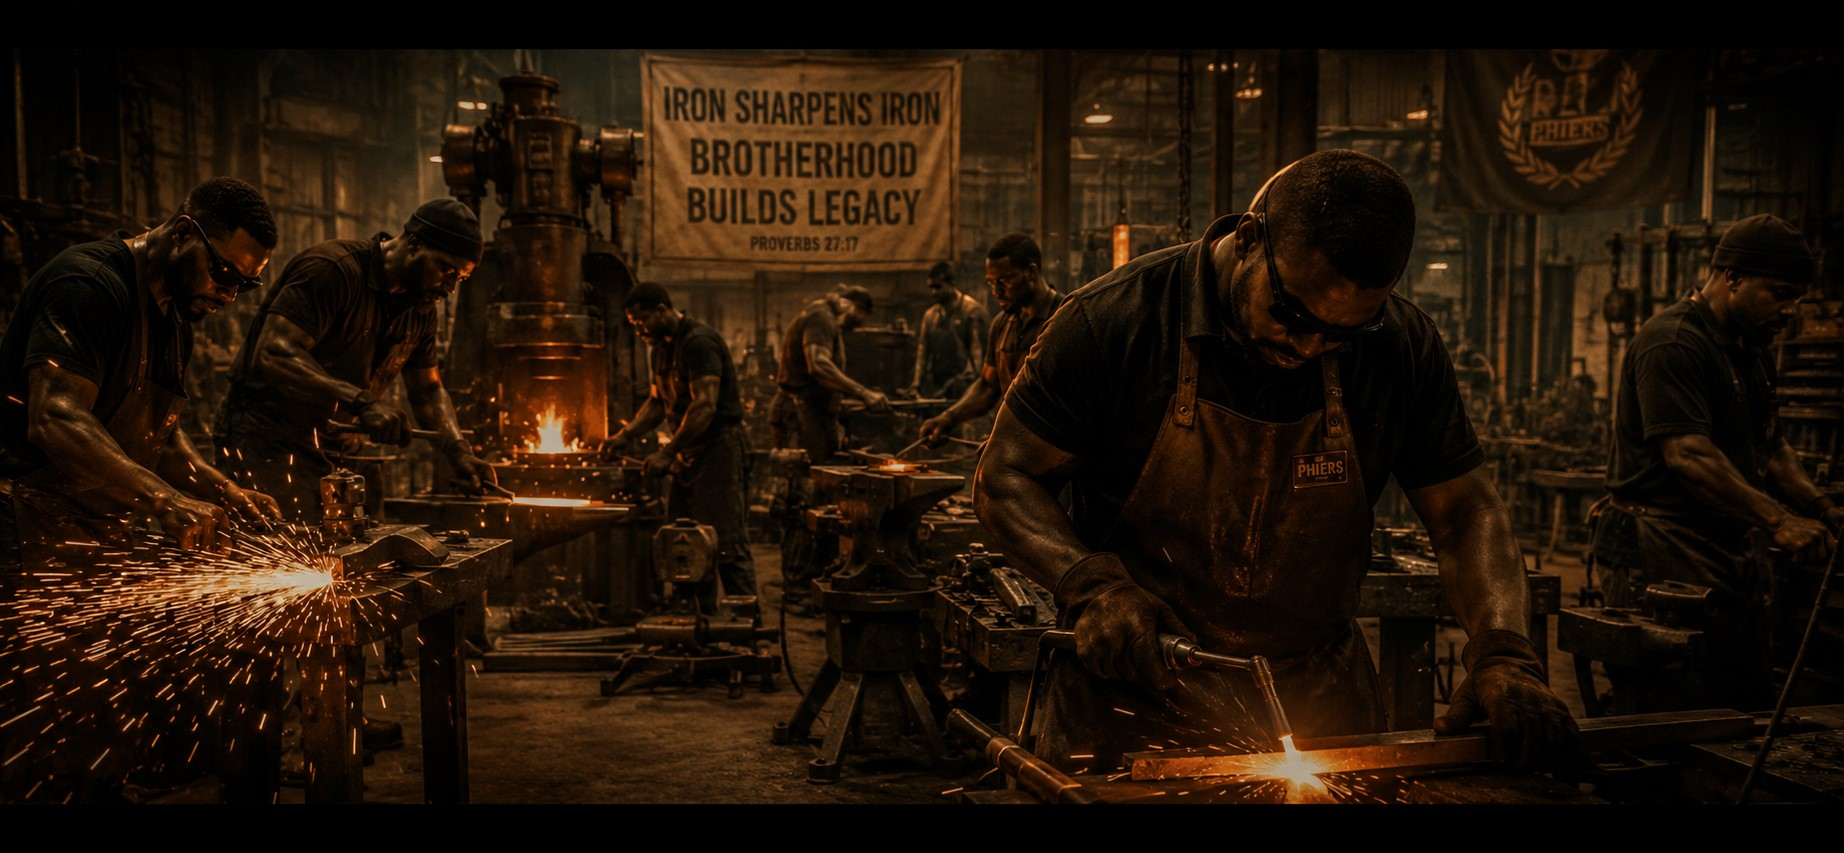 IRON SHARPENS IRON
BROTHERHOOD
BUILDS LEGACY
PROVERBS 27:17
PHIERS
PHIERS